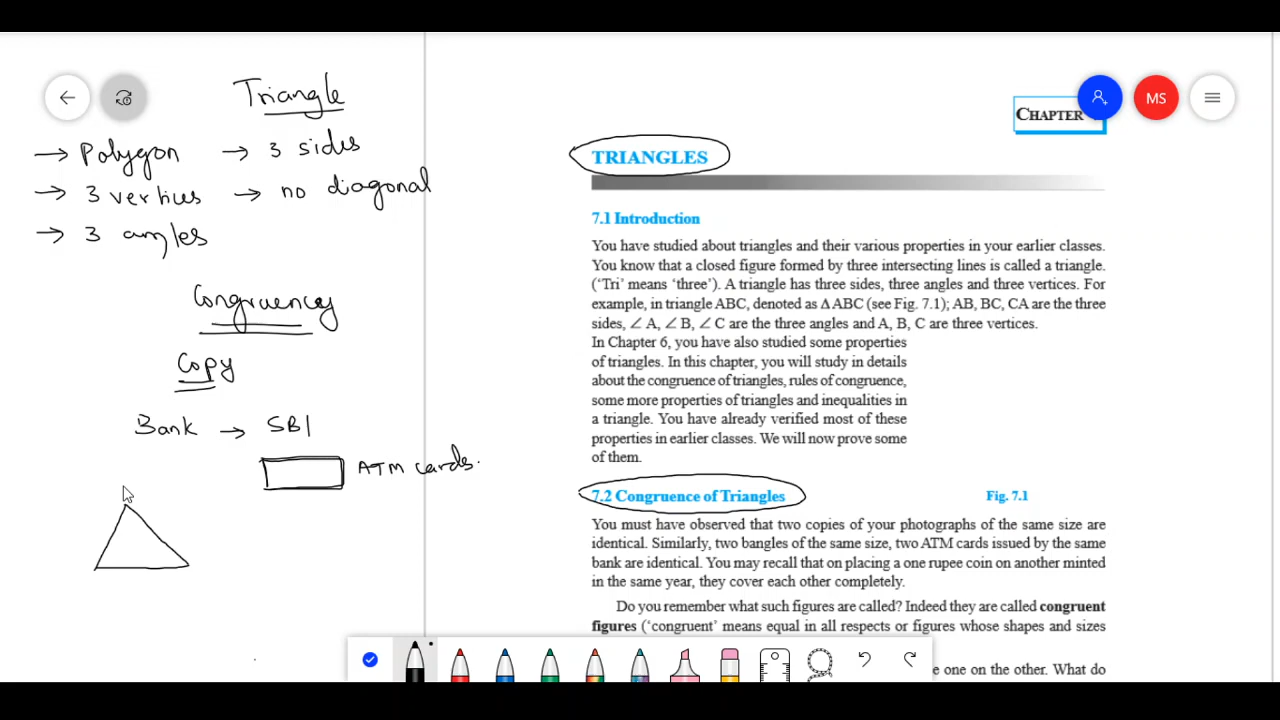 Triangle
→ Polygon → 3 sides
→ 3 vertices → no diagonal
→ 3 angles
Congruency
Copy
Bank → SBI
ATM cards.
MS
CHAPTER
TRIANGLES
7.1 Introduction
You have studied about triangles and their various properties in your earlier classes.
You know that a closed figure formed by three intersecting lines is called a triangle.
('Tri' means 'three'). A triangle has three sides, three angles and three vertices. For
example, in triangle ABC, denoted as Δ ABC (see Fig. 7.1); AB, BC, CA are the three
sides, ∠ A, ∠ B, ∠ C are the three angles and A, B, C are three vertices.
In Chapter 6, you have also studied some properties
of triangles. In this chapter, you will study in details
about the congruence of triangles, rules of congruence,
some more properties of triangles and inequalities in
a triangle. You have already verified most of these
properties in earlier classes. We will now prove some
of them.
7.2 Congruence of Triangles
Fig. 7.1
You must have observed that two copies of your photographs of the same size are
identical. Similarly, two bangles of the same size, two ATM cards issued by the same
bank are identical. You may recall that on placing a one rupee coin on another minted
in the same year, they cover each other completely.
Do you remember what such figures are called? Indeed they are called congruent
figures ('congruent' means equal in all respects or figures whose shapes and sizes
one on the other. What do